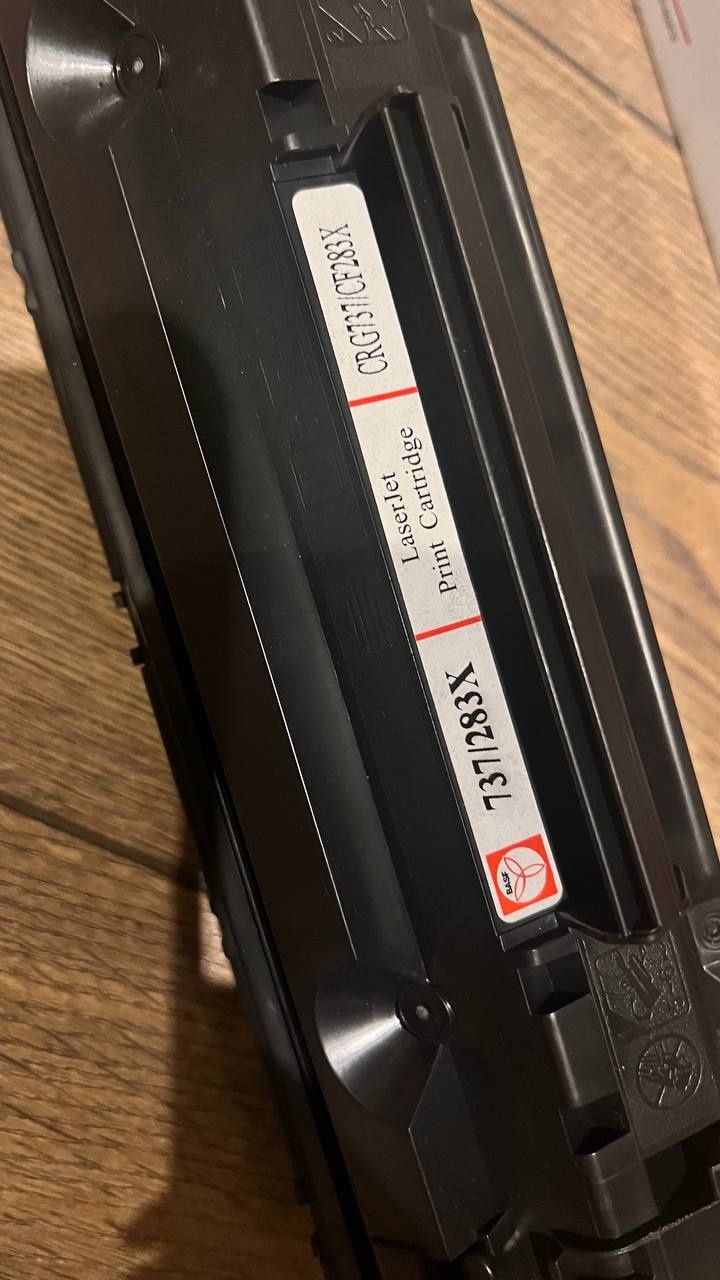 CRG737/CF283X
LaserJet
Print Cartridge
737/283X
BASF